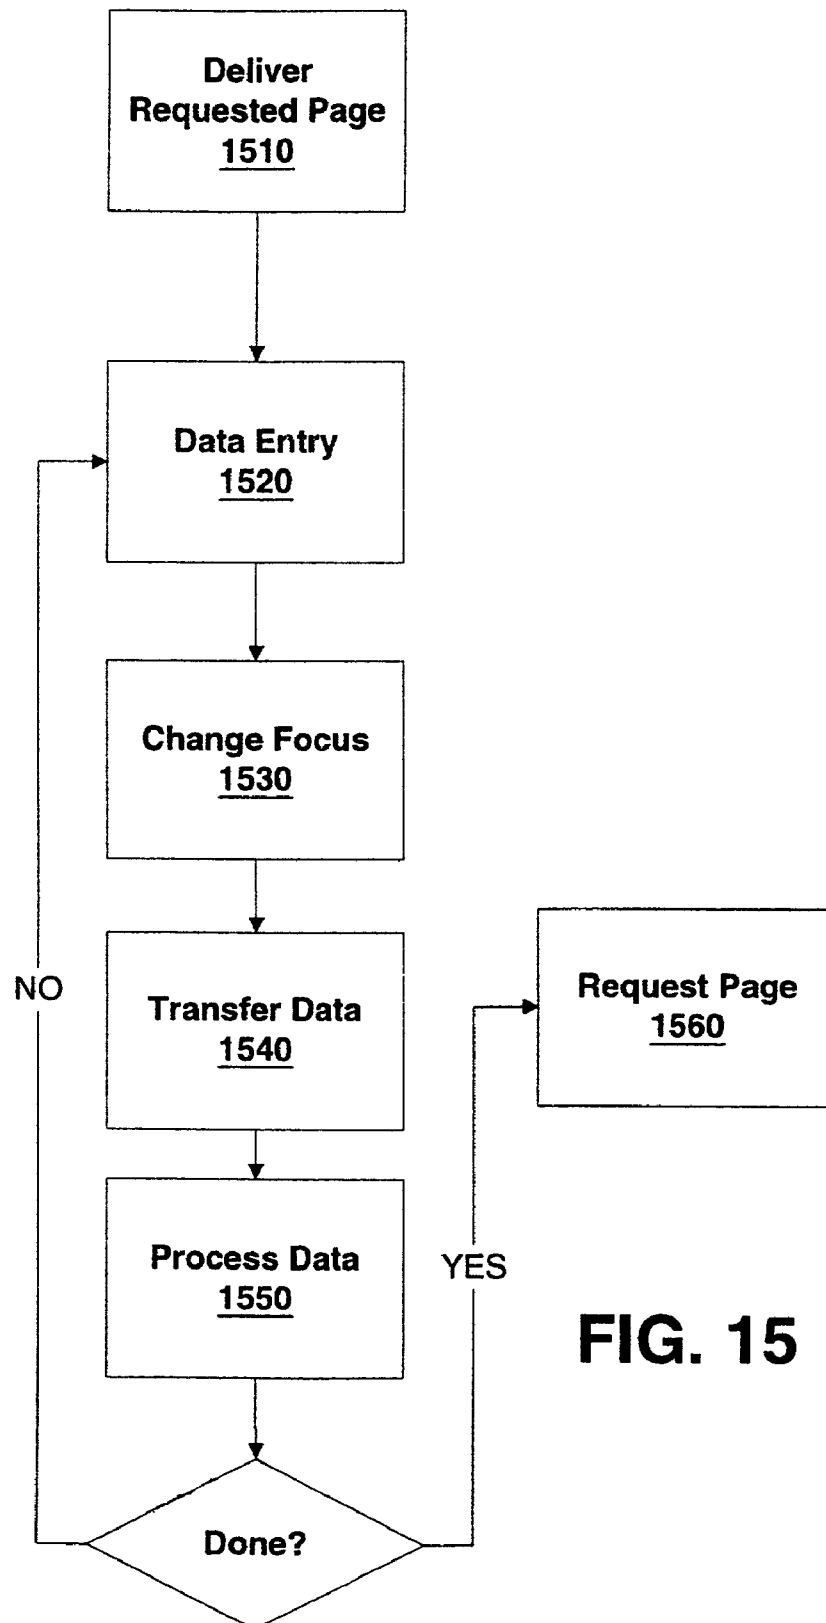 Deliver
Requested Page
1510
Data Entry
1520
Change Focus
1530
NO
Transfer Data
1540
Request Page
1560
Process Data
1550
YES
FIG. 15
Done?